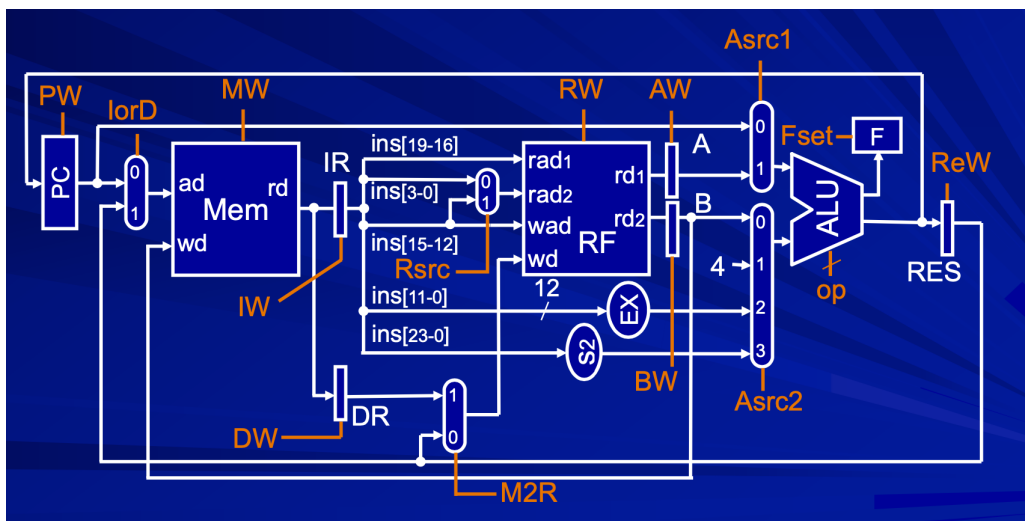 Asrc1
PW
IorD
MW
RW
AW
Fset
F
ReW
PC
0
1
ad
rd
Mem
wd
IR
ins[19-16]
ins[3-0]
ins[15-12]
ins[11-0]
ins[23-0]
0
1
Rsrc
rad1
rad2
wad
wd
rd1
rd2
RF
A
B
0
1
0
4
1
2
3
ALU
op
RES
IW
12
EX
S2
BW
Asrc2
DW
DR
1
0
M2R